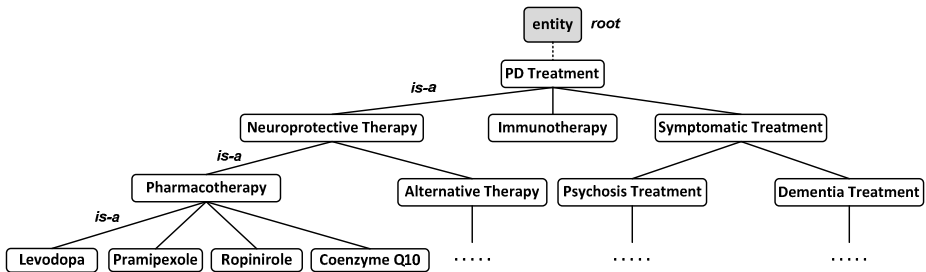 entity root
PD Treatment
is-a
Neuroprotective Therapy Immunotherapy Symptomatic Treatment
is-a
Pharmacotherapy Alternative Therapy Psychosis Treatment Dementia Treatment
is-a
Levodopa Pramipexole Ropinirole Coenzyme Q10 ..... ..... .....